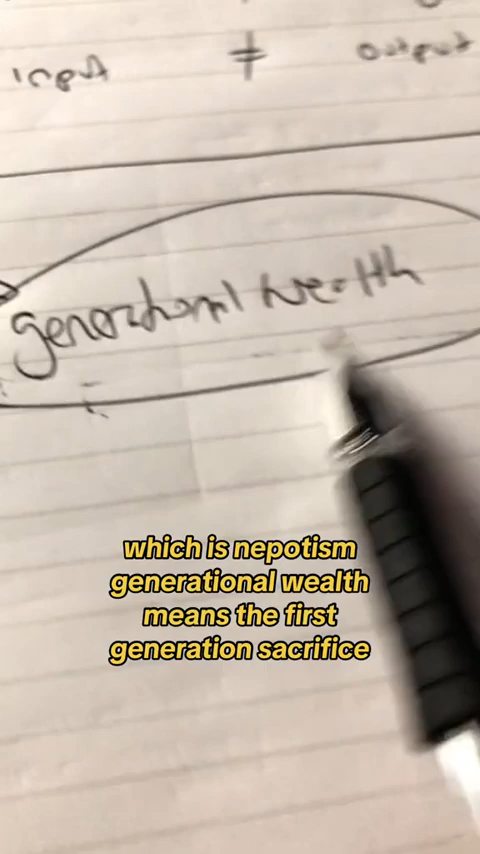 input ≠ output
generational wealth
which is nepotism
generational wealth
means the first
generation sacrifice